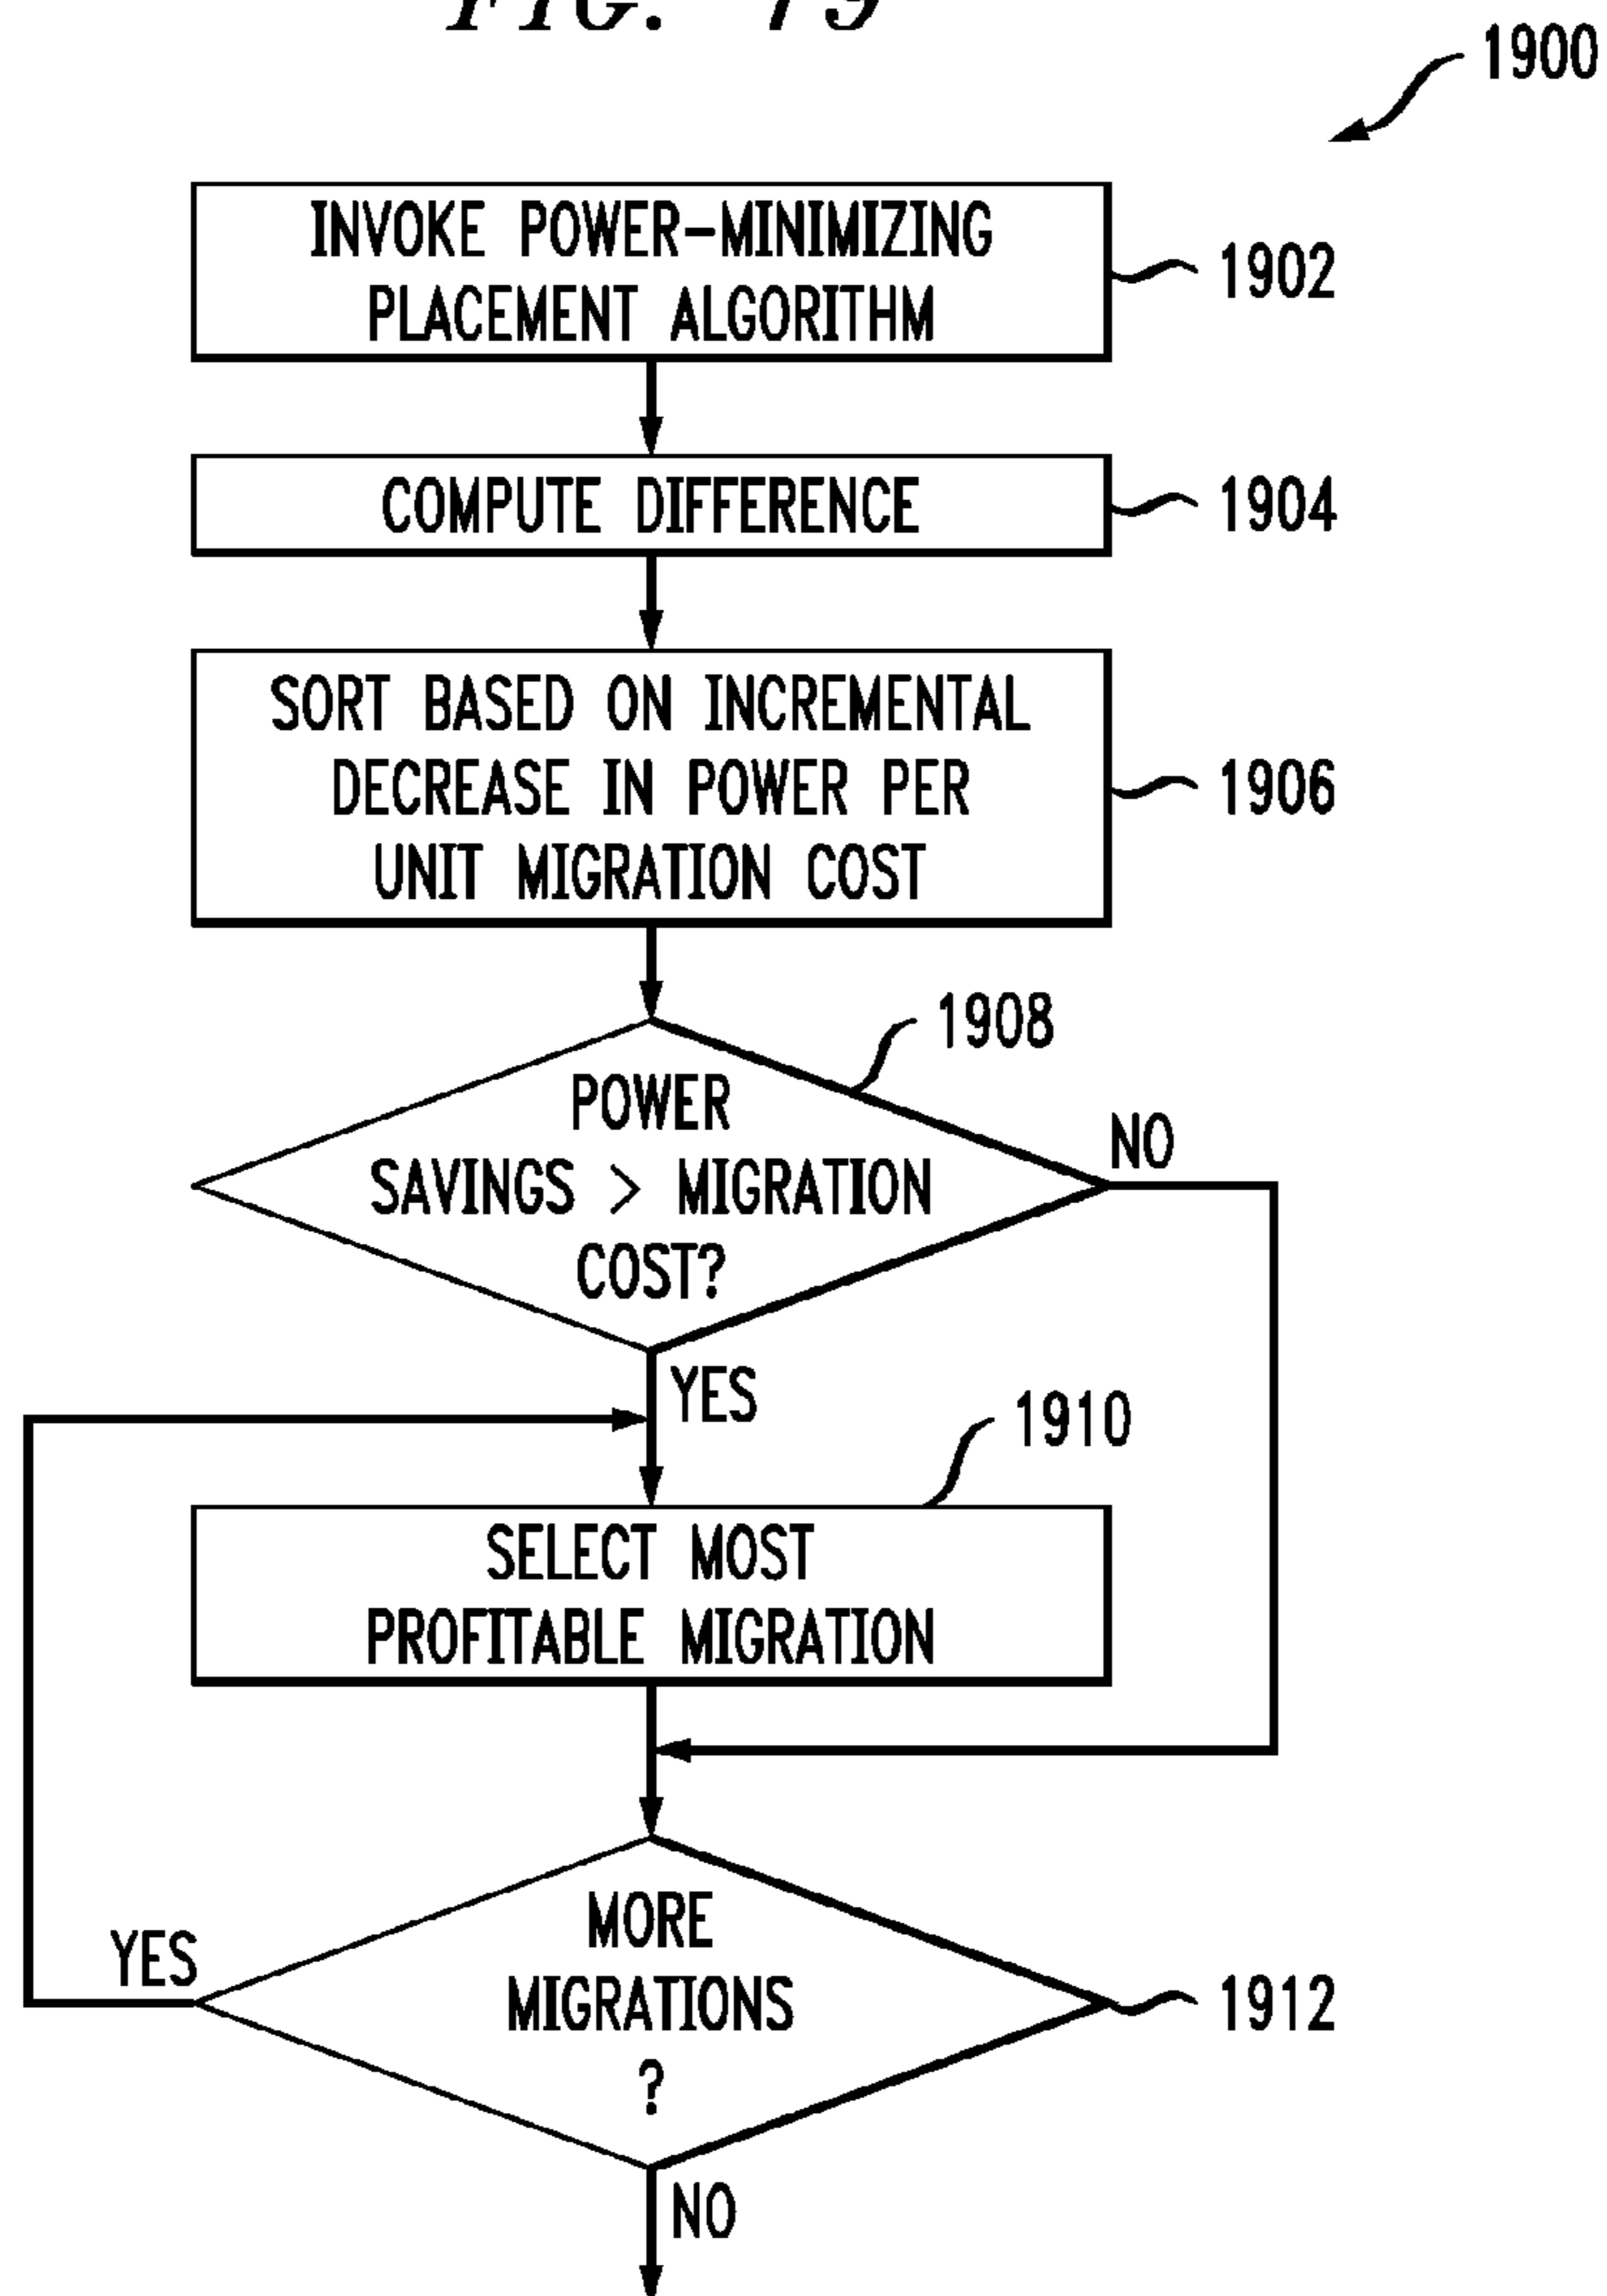 FIG. 19
1900
INVOKE POWER-MINIMIZING
PLACEMENT ALGORITHM
1902
COMPUTE DIFFERENCE
1904
SORT BASED ON INCREMENTAL
DECREASE IN POWER PER
UNIT MIGRATION COST
1906
1908
POWER
SAVINGS > MIGRATION
COST?
NO
YES
1910
SELECT MOST
PROFITABLE MIGRATION
MORE
MIGRATIONS
?
YES
1912
NO